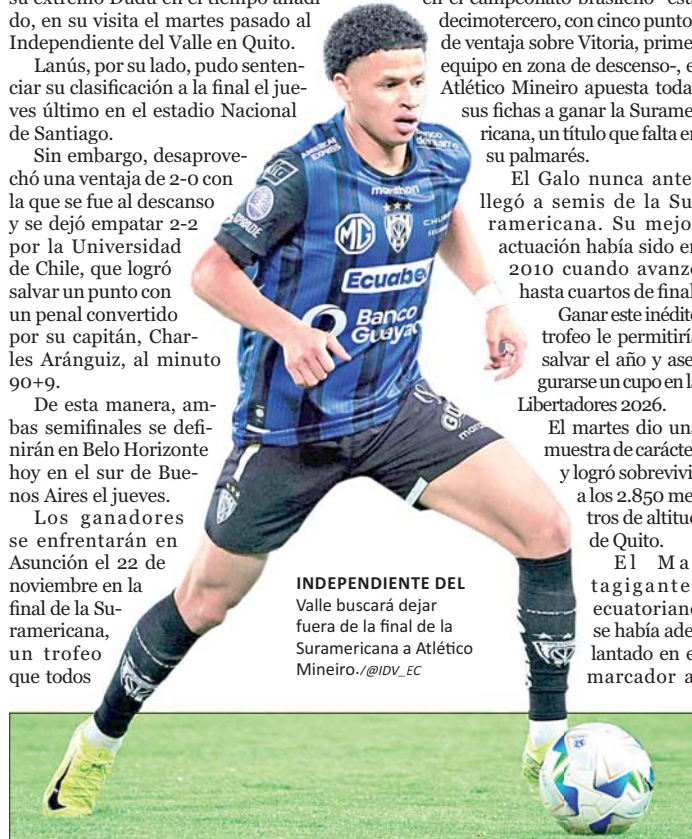 su extremo Dudú en el tiempo añadi-
do, en su visita el martes pasado al
Independiente del Valle en Quito.
Lanús, por su lado, pudo senten-
ciar su clasificación a la final el jue-
ves último en el estadio Nacional
de Santiago.
Sin embargo, desaprove-
chó una ventaja de 2-0 con
la que se fue al descanso
y se dejó empatar 2-2
por la Universidad
de Chile, que logró
salvar un punto con
un penal convertido
por su capitán, Char-
les Aránguiz, al minuto
90+9.
De esta manera, am-
bas semifinales se defi-
nirán en Belo Horizonte
hoy en el sur de Bue-
nos Aires el jueves.
Los ganadores
se enfrentarán en
Asunción el 22 de
noviembre en la
final de la Su-
ramericana,
un trofeo
que todos
en el campeonato brasileño -está
decimotercero, con cinco punto
de ventaja sobre Vitoria, prime
equipo en zona de descenso-, e
Atlético Mineiro apuesta toda
sus fichas a ganar la Surame
ricana, un título que falta en
su palmarés.
El Galo nunca ante
llegó a semis de la Su
ramericana. Su mejo
actuación había sido en
2010 cuando avanzó
hasta cuartos de final
Ganar este inédito
trofeo le permitiría
salvar el año y ase
gurarse un cupo en la
Libertadores 2026.
El martes dio una
muestra de carácte
y logró sobrevivi
a los 2.850 me
tros de altitud
de Quito.
El Ma
tagigante
ecuatoriano
se había ade
lantado en e
marcador a
AMERICAN
EXPRESS
marathon
MG
CHUBB
Ecuabet
Banco
Guayaquil
INDEPENDIENTE DEL
Valle buscará dejar
fuera de la final de la
Suramericana a Atlético
Mineiro./@IDV_EC